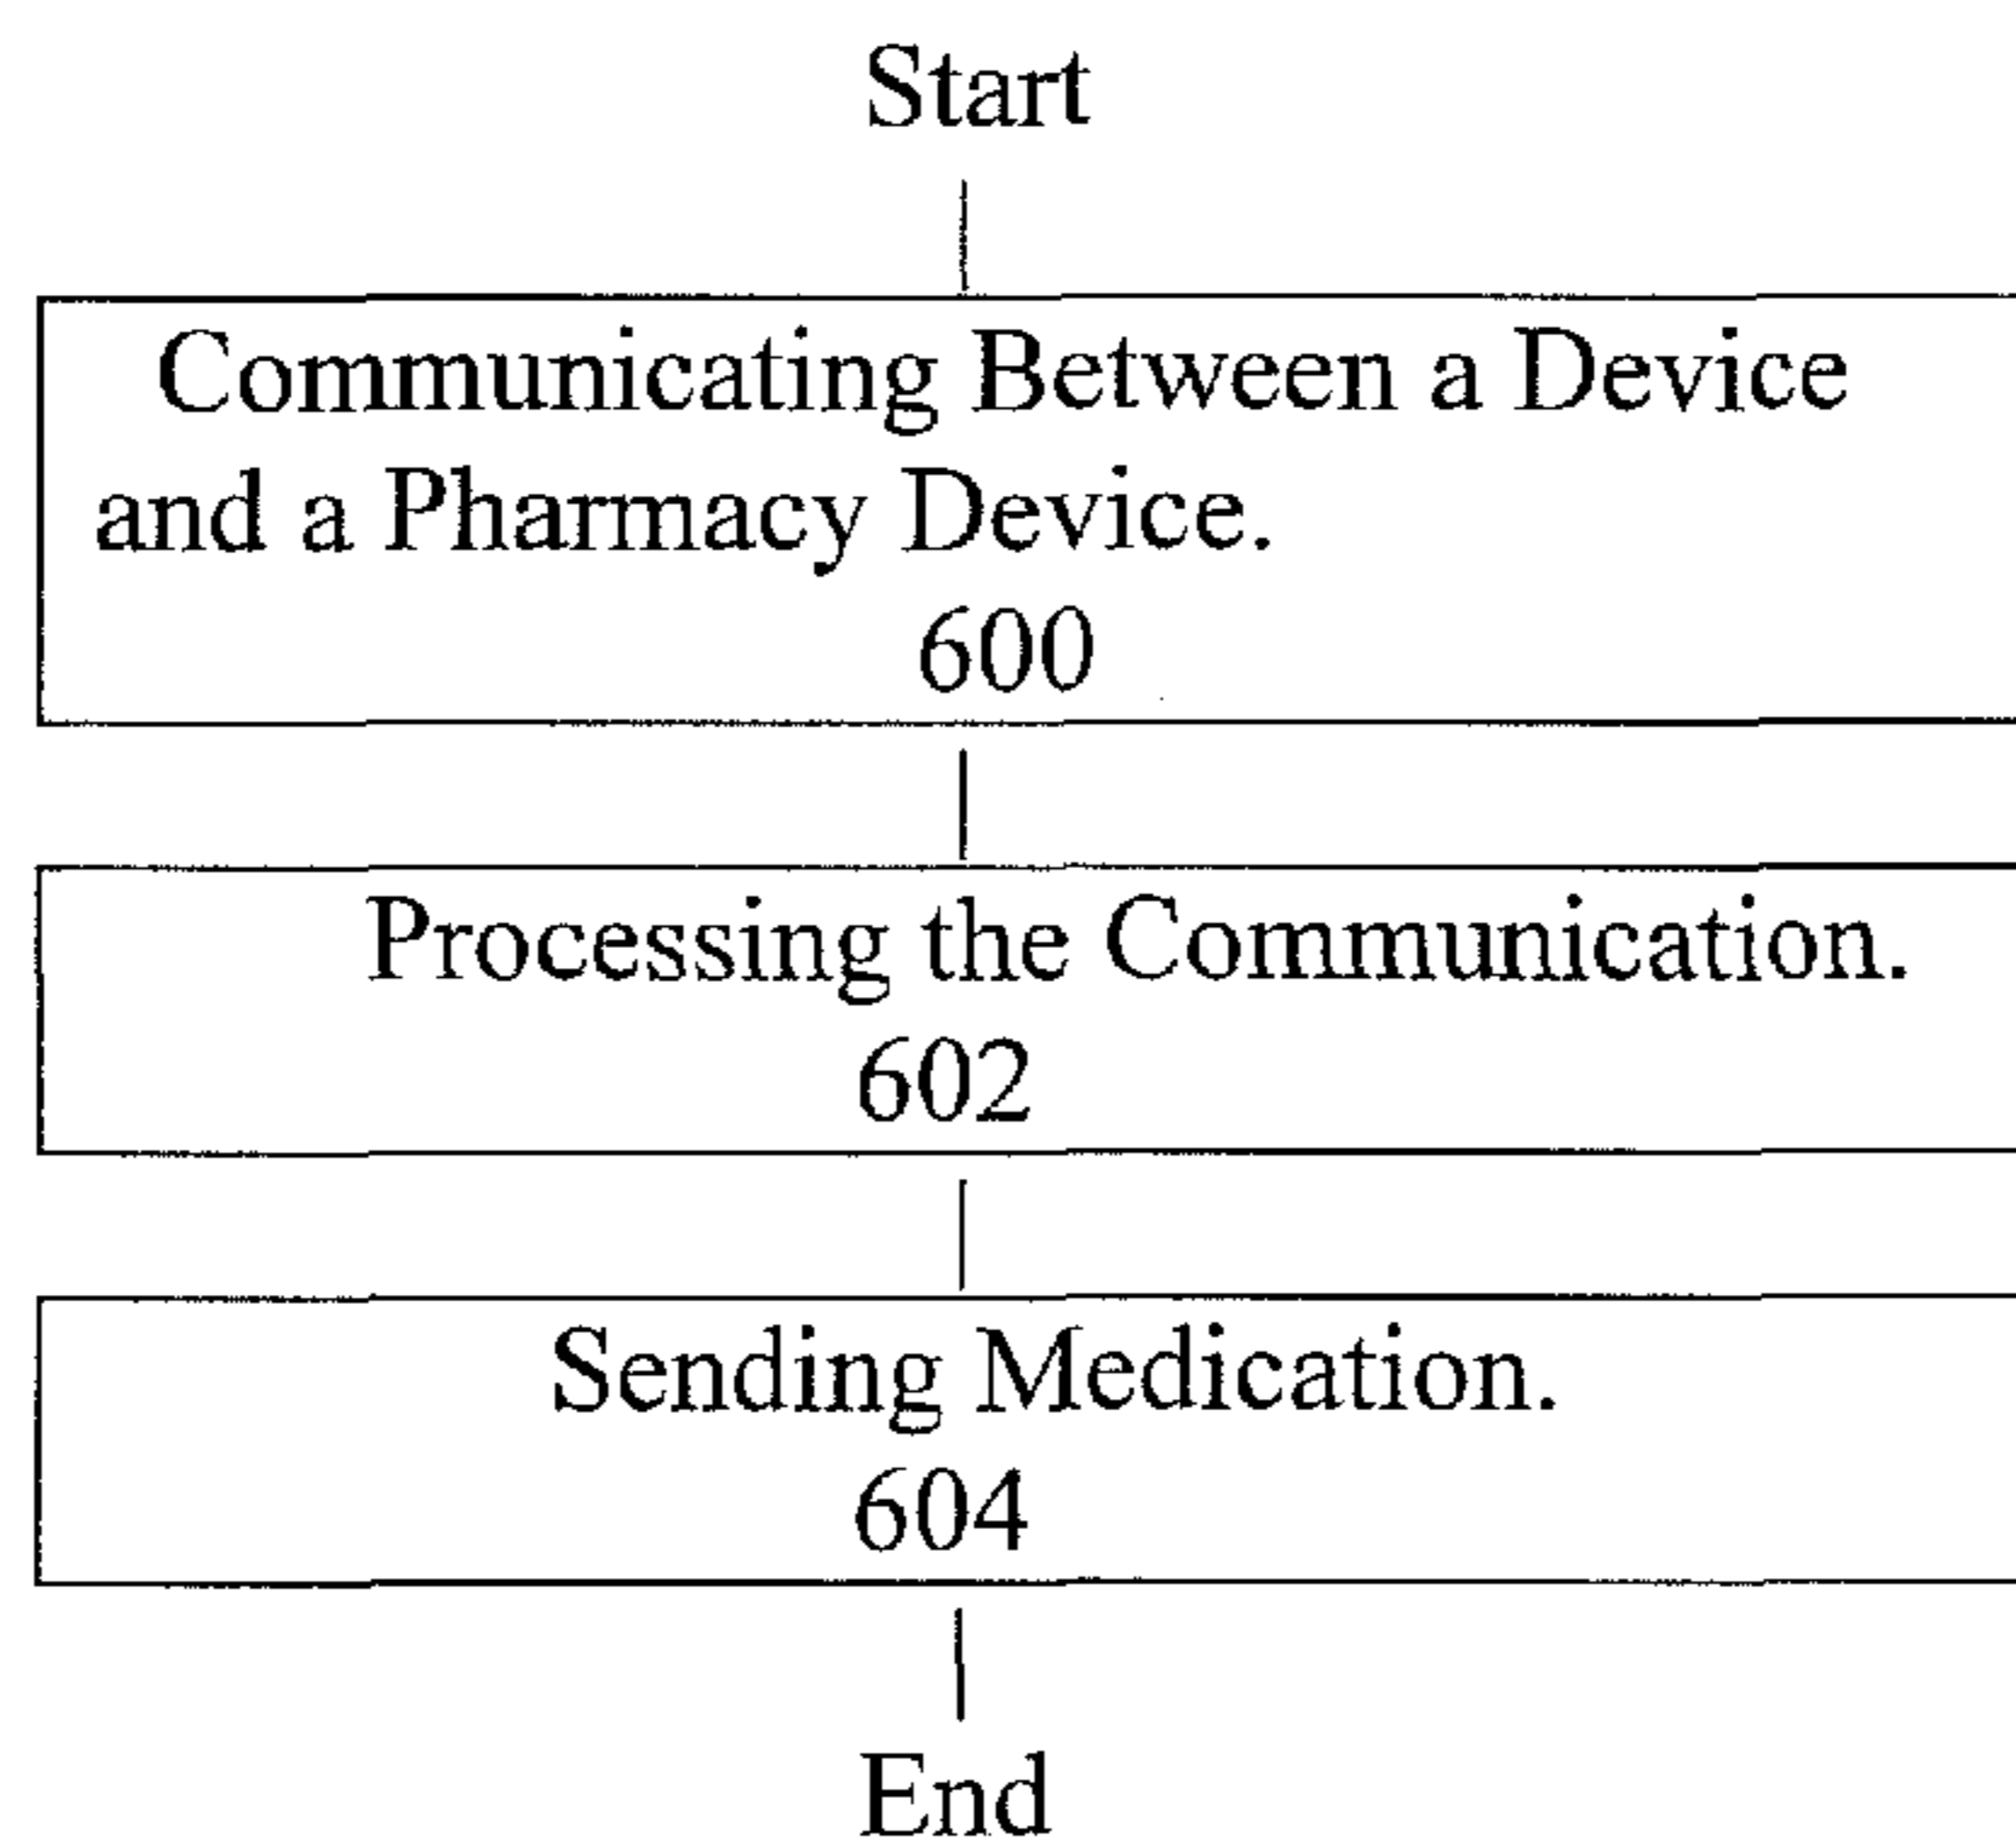 Start
Communicating Between a Device
and a Pharmacy Device.
600
Processing the Communication.
602
Sending Medication.
604
End